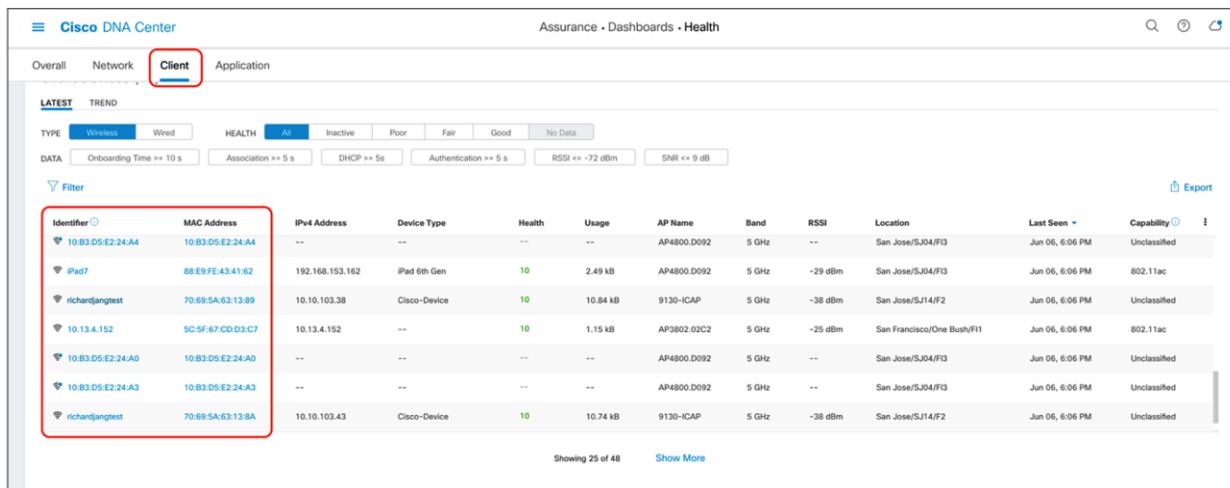 Cisco DNA Center
Assurance • Dashboards • Health
Overall Network Client Application
LATEST TREND
TYPE Wireless Wired HEALTH All Inactive Poor Fair Good No Data
DATA Onboarding Time >= 10 s Association >= 5 s DHCP >= 5s Authentication >= 5 s RSSI <= -72 dBm SNR <= 9 dB
Filter Export
Identifier MAC Address IPv4 Address Device Type Health Usage AP Name Band RSSI Location Last Seen Capability
10:B3:D5:E2:24:A4 10:B3:D5:E2:24:A4 -- -- -- -- AP4800.D092 5 GHz -- San Jose/SJ04/Fl3 Jun 06, 6:06 PM Unclassified
iPad7 88:E9:FE:43:41:62 192.168.153.162 iPad 6th Gen 10 2.49 kB AP4800.D092 5 GHz -29 dBm San Jose/SJ04/Fl3 Jun 06, 6:06 PM 802.11ac
richardjangtest 70:69:5A:63:13:89 10.10.103.38 Cisco-Device 10 10.84 kB 9130-ICAP 5 GHz -38 dBm San Jose/SJ14/F2 Jun 06, 6:06 PM Unclassified
10.13.4.152 5C:5F:67:CD:D3:C7 10.13.4.152 -- 10 1.15 kB AP3802.02C2 5 GHz -25 dBm San Francisco/One Bush/Fl1 Jun 06, 6:06 PM 802.11ac
10:B3:D5:E2:24:A0 10:B3:D5:E2:24:A0 -- -- -- -- AP4800.D092 5 GHz -- San Jose/SJ04/Fl3 Jun 06, 6:06 PM Unclassified
10:B3:D5:E2:24:A3 10:B3:D5:E2:24:A3 -- -- -- -- AP4800.D092 5 GHz -- San Jose/SJ04/Fl3 Jun 06, 6:06 PM Unclassified
richardjangtest 70:69:5A:63:13:8A 10.10.103.43 Cisco-Device 10 10.74 kB 9130-ICAP 5 GHz -38 dBm San Jose/SJ14/F2 Jun 06, 6:06 PM Unclassified
Showing 25 of 48 Show More